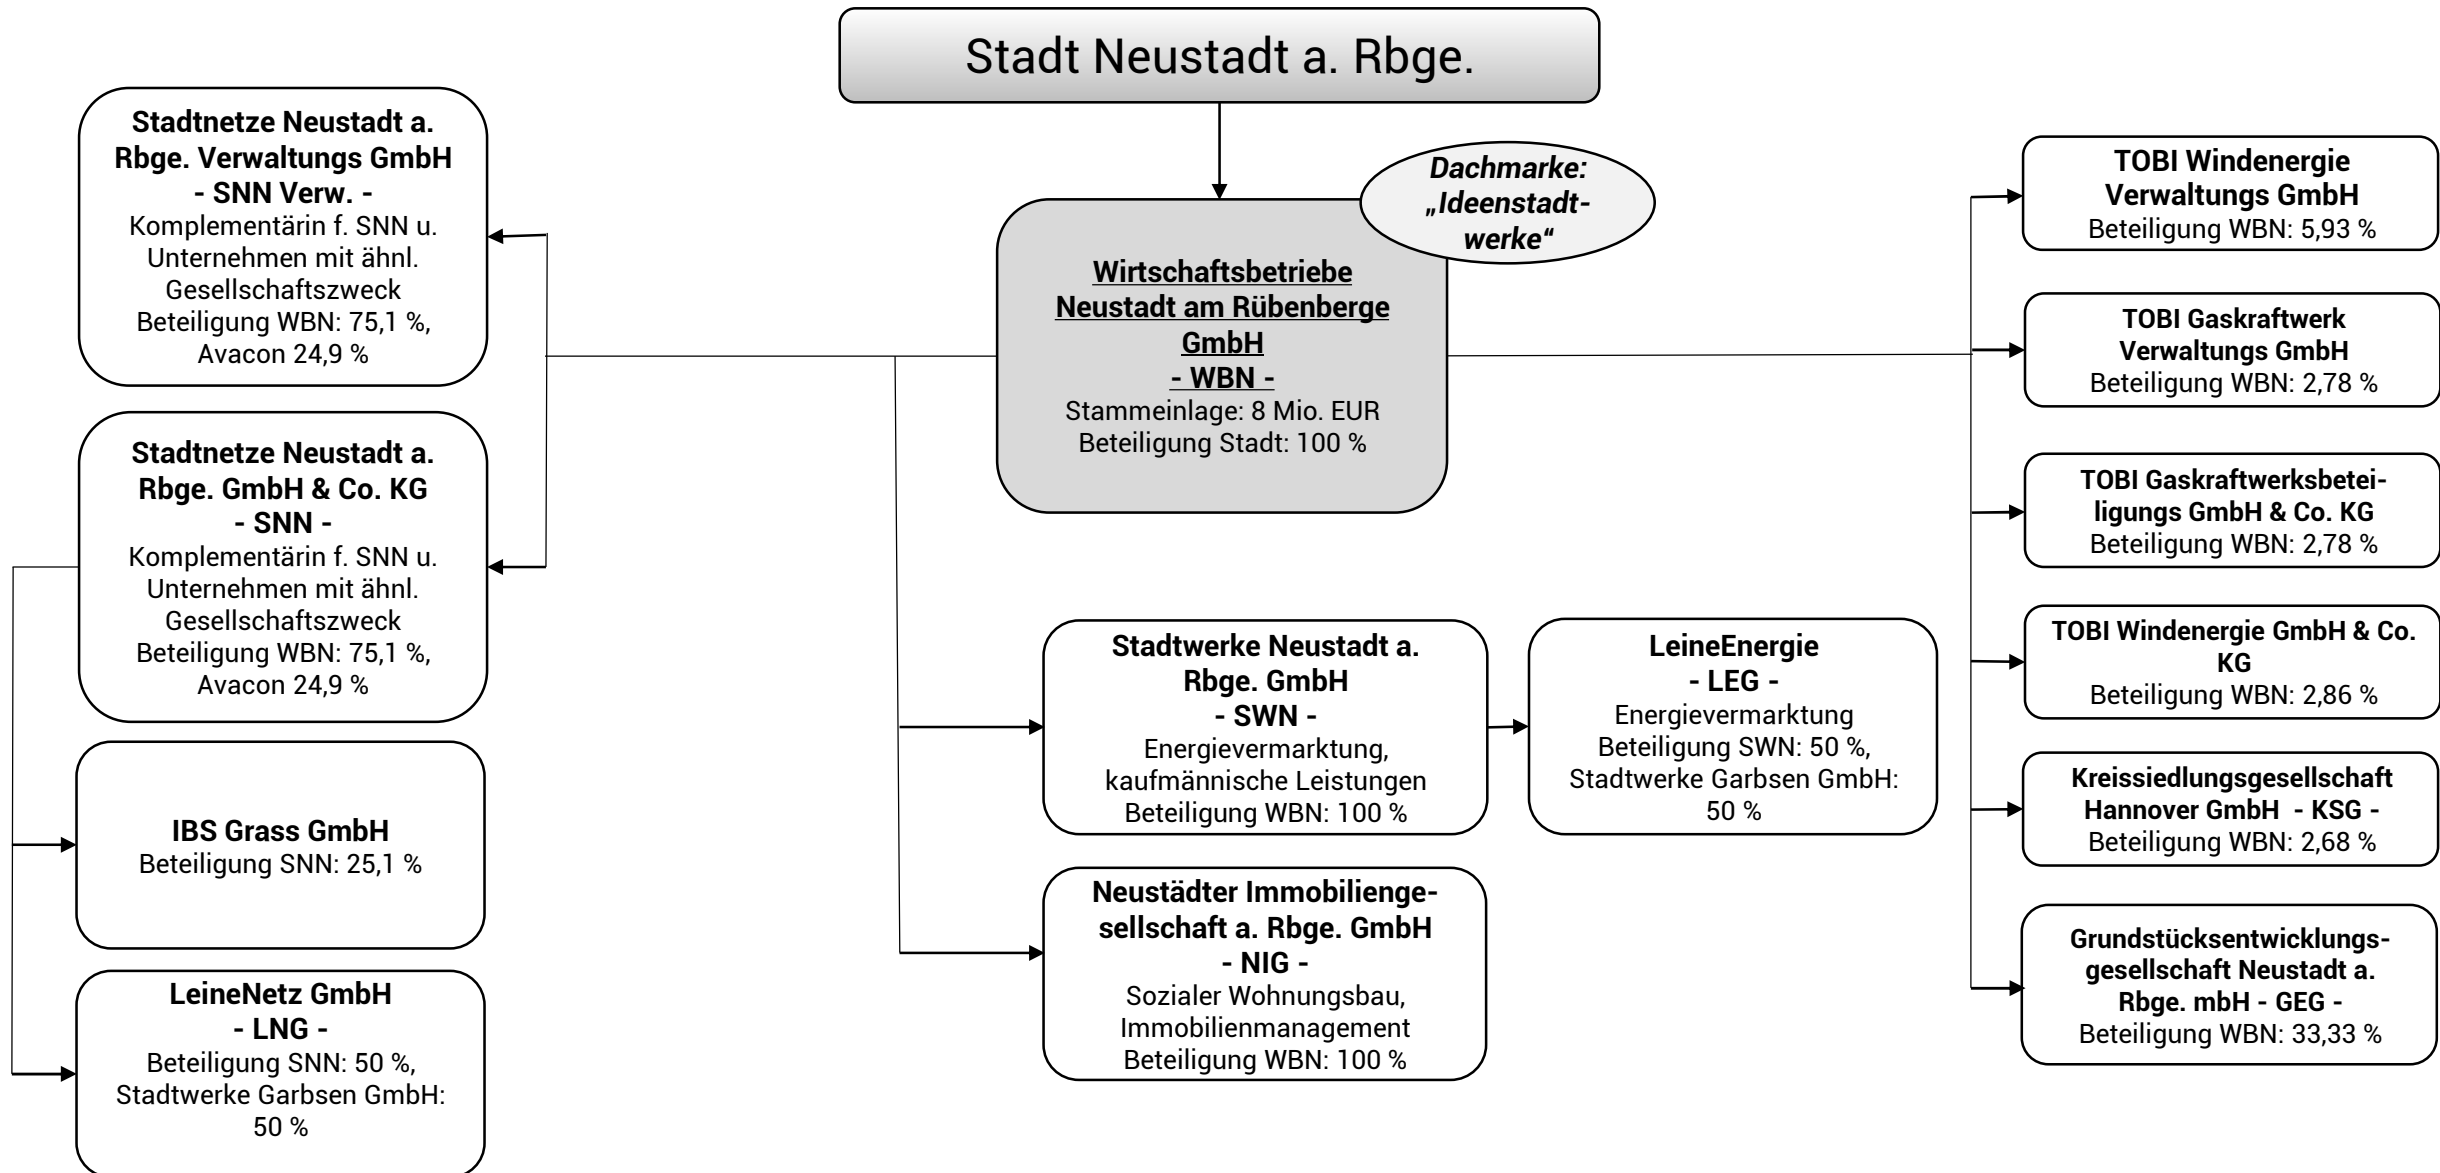 Stadt Neustadt a. Rbge.
Dachmarke:
„Ideenstadt-
werke“
Wirtschaftsbetriebe
Neustadt am Rübenberge
GmbH
- WBN -
Stammeinlage: 8 Mio. EUR
Beteiligung Stadt: 100 %
Stadtnetze Neustadt a.
Rbge. Verwaltungs GmbH
- SNN Verw. -
Komplementärin f. SNN u.
Unternehmen mit ähnl.
Gesellschaftszweck
Beteiligung WBN: 75,1 %,
Avacon 24,9 %
Stadtnetze Neustadt a.
Rbge. GmbH & Co. KG
- SNN -
Komplementärin f. SNN u.
Unternehmen mit ähnl.
Gesellschaftszweck
Beteiligung WBN: 75,1 %,
Avacon 24,9 %
IBS Grass GmbH
Beteiligung SNN: 25,1 %
LeineNetz GmbH
- LNG -
Beteiligung SNN: 50 %,
Stadtwerke Garbsen GmbH:
50 %
Stadtwerke Neustadt a.
Rbge. GmbH
- SWN -
Energievermarktung,
kaufmännische Leistungen
Beteiligung WBN: 100 %
LeineEnergie
- LEG -
Energievermarktung
Beteiligung SWN: 50 %,
Stadtwerke Garbsen GmbH:
50 %
Neustädter Immobilienge-
sellschaft a. Rbge. GmbH
- NIG -
Sozialer Wohnungsbau,
Immobilienmanagement
Beteiligung WBN: 100 %
TOBI Windenergie
Verwaltungs GmbH
Beteiligung WBN: 5,93 %
TOBI Gaskraftwerk
Verwaltungs GmbH
Beteiligung WBN: 2,78 %
TOBI Gaskraftwerksbetei-
ligungs GmbH & Co. KG
Beteiligung WBN: 2,78 %
TOBI Windenergie GmbH & Co.
KG
Beteiligung WBN: 2,86 %
Kreissiedlungsgesellschaft
Hannover GmbH - KSG -
Beteiligung WBN: 2,68 %
Grundstücksentwicklungs-
gesellschaft Neustadt a.
Rbge. mbH - GEG -
Beteiligung WBN: 33,33 %